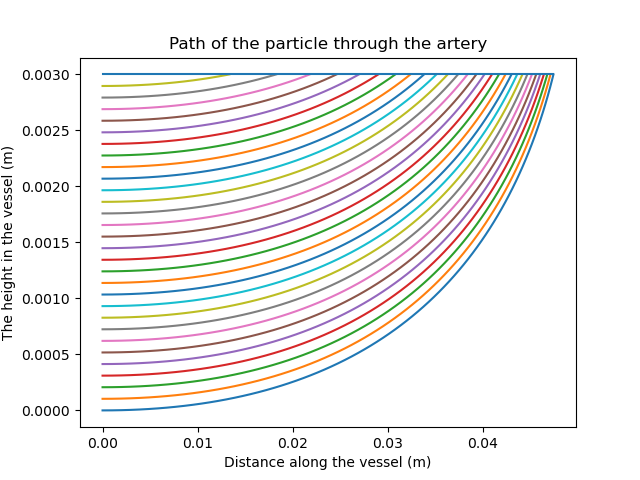 Path of the particle through the artery
0.0030
0.0025
0.0020
0.0015
0.0010
0.0005
0.0000
The height in the vessel (m)
0.00 0.01 0.02 0.03 0.04
Distance along the vessel (m)